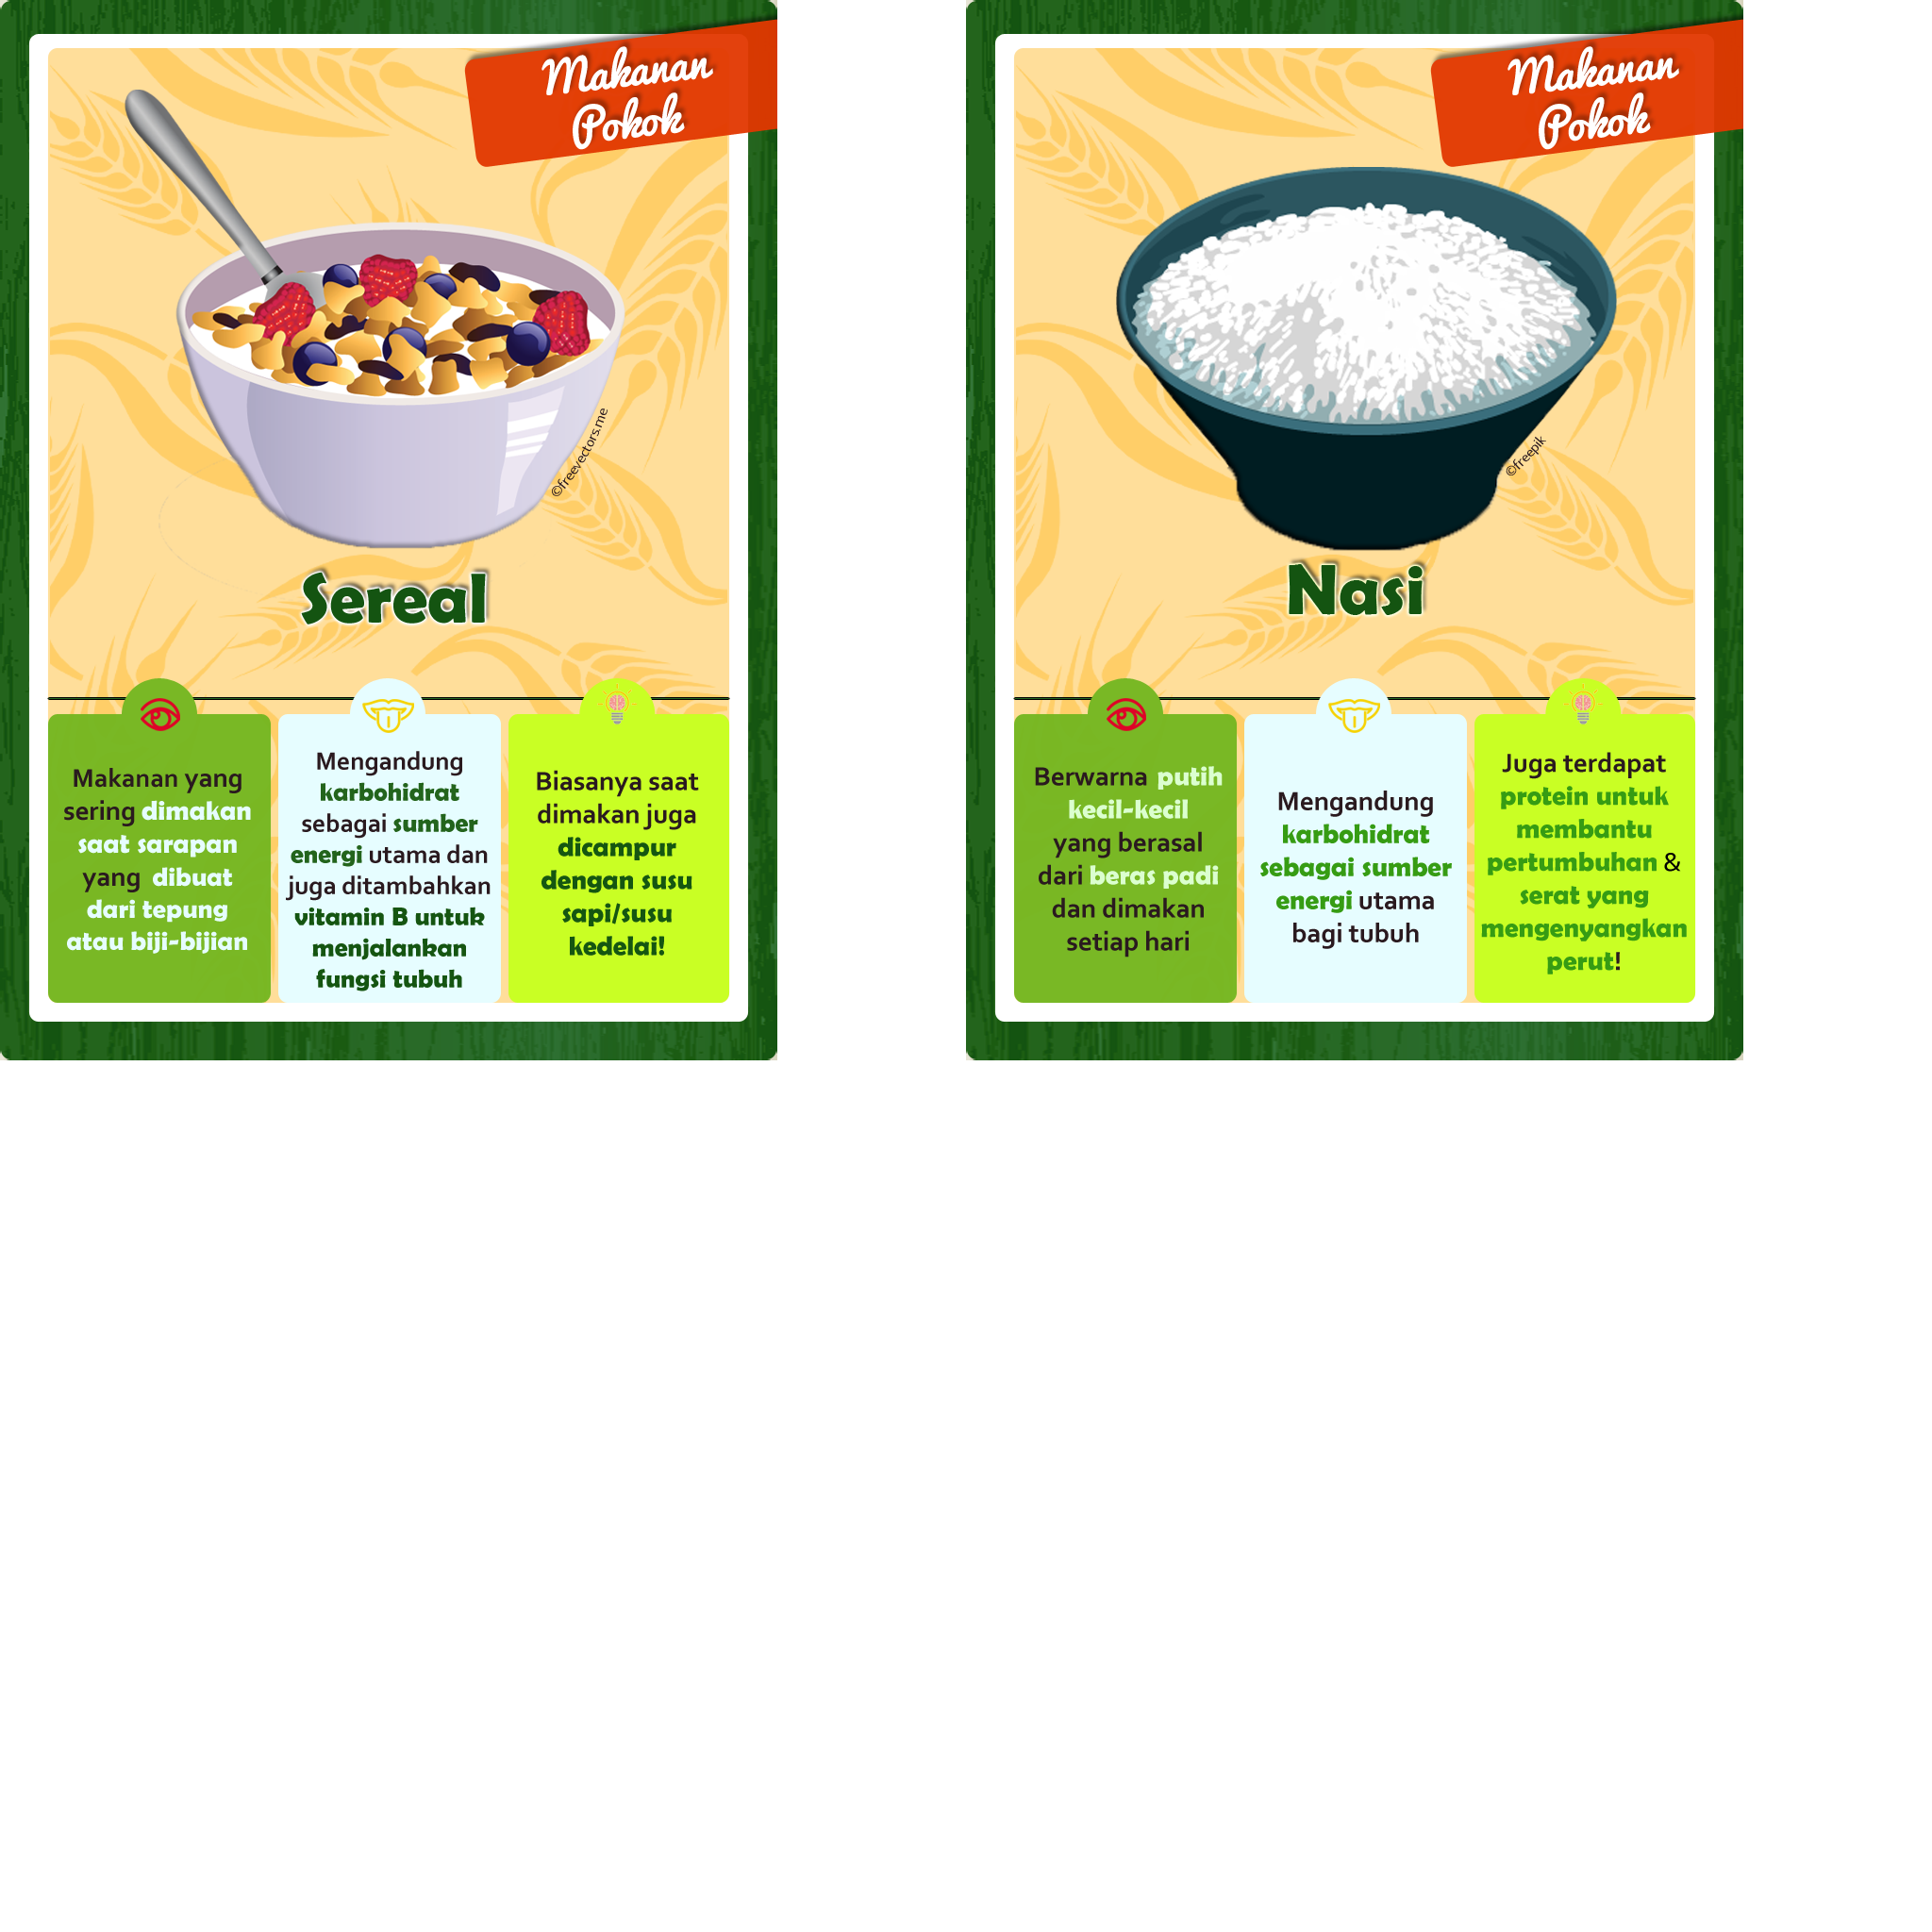 Makanan
Pokok
©freevectors.me
Sereal
Makanan yang
sering dimakan
saat sarapan
yang dibuat
dari tepung
atau biji-bijian
Mengandung
karbohidrat
sebagai sumber
energi utama dan
juga ditambahkan
vitamin B untuk
menjalankan
fungsi tubuh
Biasanya saat
dimakan juga
dicampur
dengan susu
sapi/susu
kedelai!
Makanan
Pokok
©freepik
Nasi
Berwarna putih
kecil-kecil
yang berasal
dari beras padi
dan dimakan
setiap hari
Mengandung
karbohidrat
sebagai sumber
energi utama
bagi tubuh
Juga terdapat
protein untuk
membantu
pertumbuhan &
serat yang
mengenyangkan
perut!